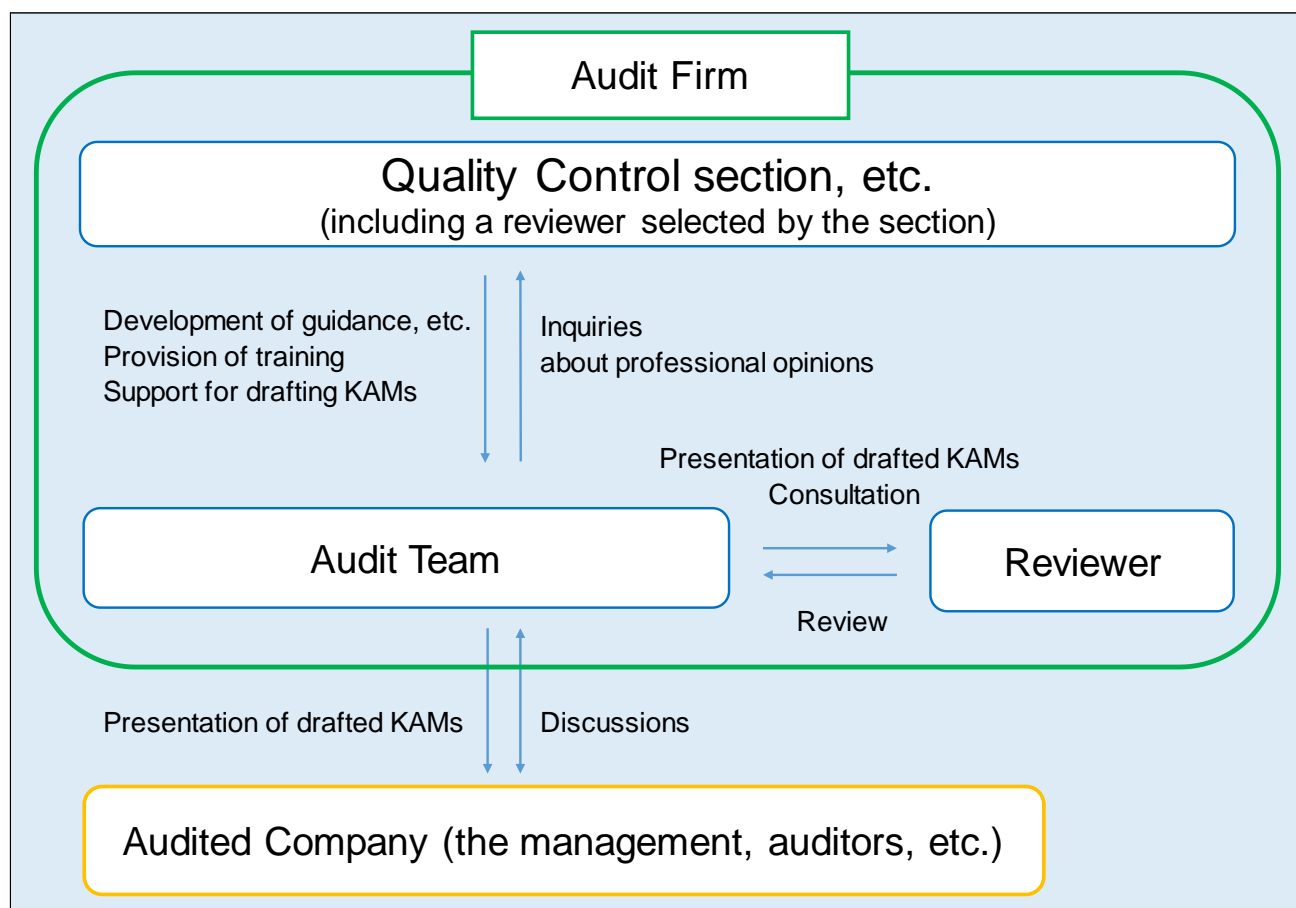 Audit Firm
Quality Control section, etc.
(including a reviewer selected by the section)
Development of guidance, etc.
Provision of training
Support for drafting KAMs
Inquiries
about professional opinions
Presentation of drafted KAMs
Consultation
Audit Team
Reviewer
Review
Presentation of drafted KAMs
Discussions
Audited Company (the management, auditors, etc.)